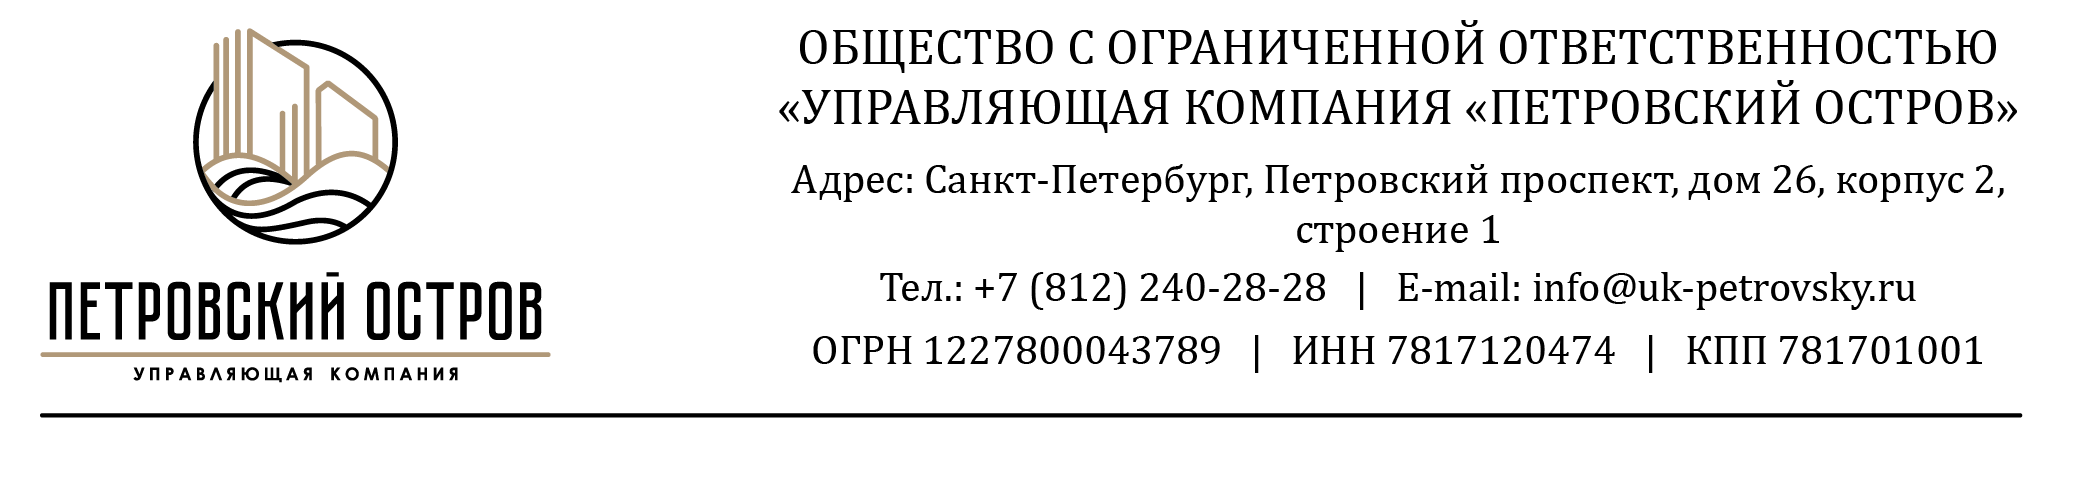 ПЕТРОВСКИЙ ОСТРОВ
УПРАВЛЯЮЩАЯ КОМПАНИЯ
ОБЩЕСТВО С ОГРАНИЧЕННОЙ ОТВЕТСТВЕННОСТЬЮ
«УПРАВЛЯЮЩАЯ КОМПАНИЯ «ПЕТРОВСКИЙ ОСТРОВ»
Адрес: Санкт-Петербург, Петровский проспект, дом 26, корпус 2,
строение 1
Тел.: +7 (812) 240-28-28 | E-mail: info@uk-petrovsky.ru
ОГРН 1227800043789 | ИНН 7817120474 | КПП 781701001